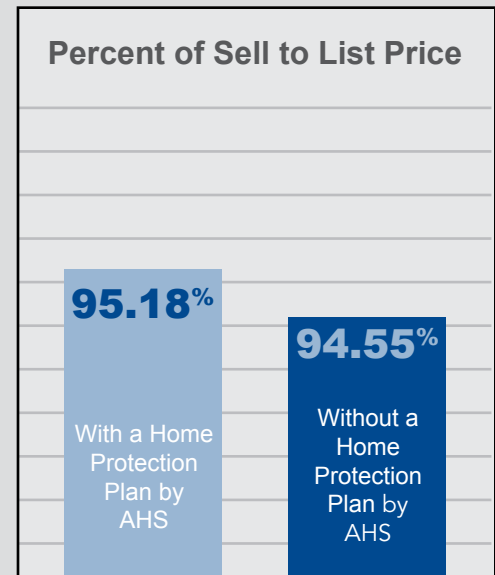 Percent of Sell to List Price
95.18%
With a Home
Protection
Plan by
AHS
94.55%
Without a
Home
Protection
Plan by
AHS